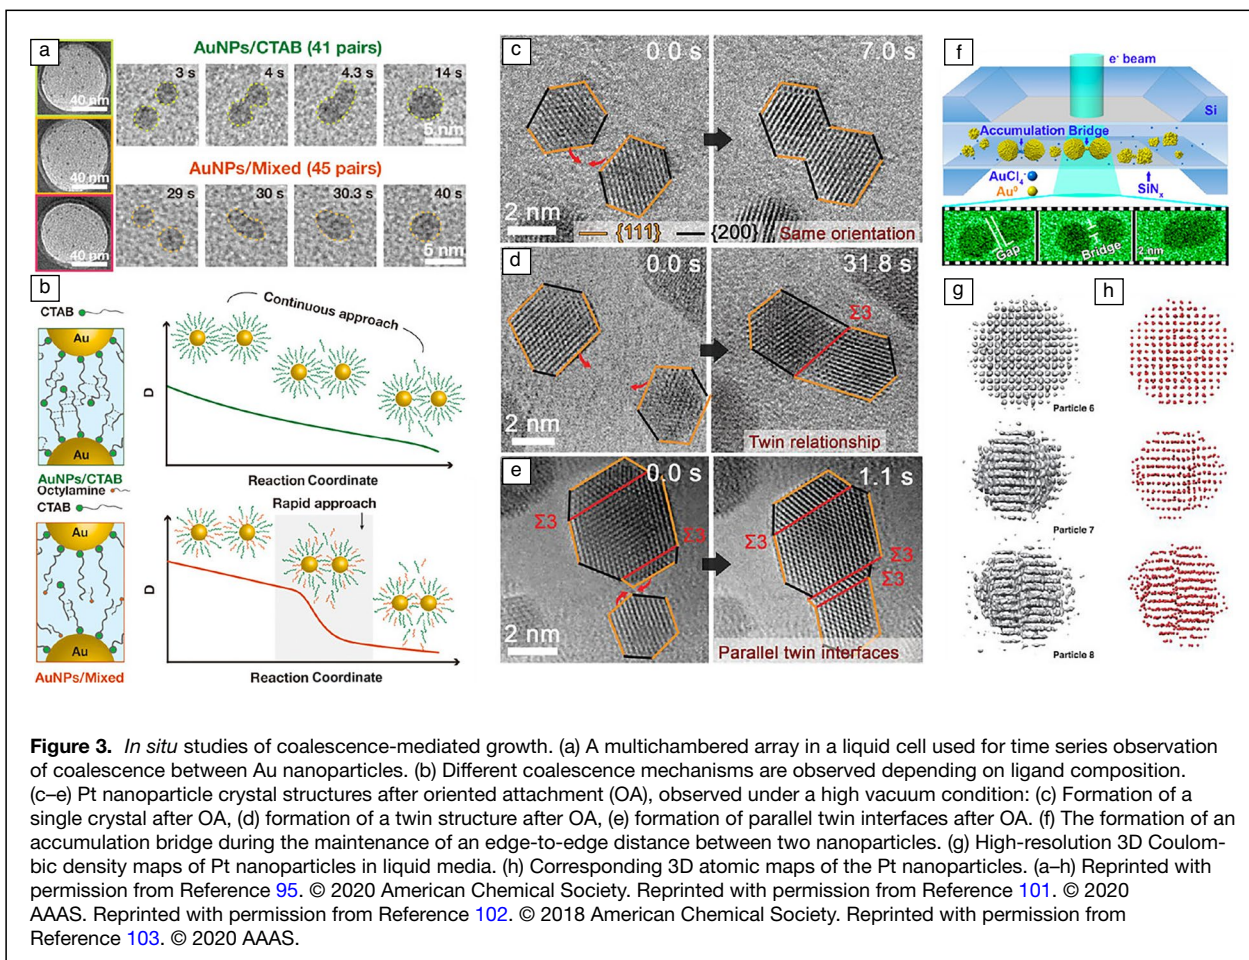 a
40 nm
40 nm
40 nm
AuNPs/CTAB (41 pairs)
3 s
4 s
4.3 s
14 s
5 nm
AuNPs/Mixed (45 pairs)
29 s
30 s
30.3 s
40 s
5 nm
b
CTAB
Au
Au
AuNPs/CTAB
Continuous approach
D
Reaction Coordinate
Octylamine
CTAB
Au
Au
AuNPs/Mixed
Rapid approach
D
Reaction Coordinate
c
0.0 s
7.0 s
2 nm
{111}
{200}
Same orientation
d
0.0 s
31.8 s
Σ3
2 nm
Twin relationship
e
0.0 s
1.1 s
Σ3
Σ3
Σ3
Σ3
Σ3
2 nm
Parallel twin interfaces
f
e- beam
Si
Accumulation Bridge
AuCl4-
Au0
SiNx
Gap
Bridge
2 nm
g
h
Particle 6
Particle 7
Particle 8
Figure 3. In situ studies of coalescence-mediated growth. (a) A multichambered array in a liquid cell used for time series observation
of coalescence between Au nanoparticles. (b) Different coalescence mechanisms are observed depending on ligand composition.
(c–e) Pt nanoparticle crystal structures after oriented attachment (OA), observed under a high vacuum condition: (c) Formation of a
single crystal after OA, (d) formation of a twin structure after OA, (e) formation of parallel twin interfaces after OA. (f) The formation of an
accumulation bridge during the maintenance of an edge-to-edge distance between two nanoparticles. (g) High-resolution 3D Coulom-
bic density maps of Pt nanoparticles in liquid media. (h) Corresponding 3D atomic maps of the Pt nanoparticles. (a–h) Reprinted with
permission from Reference 95. © 2020 American Chemical Society. Reprinted with permission from Reference 101. © 2020
AAAS. Reprinted with permission from Reference 102. © 2018 American Chemical Society. Reprinted with permission from
Reference 103. © 2020 AAAS.